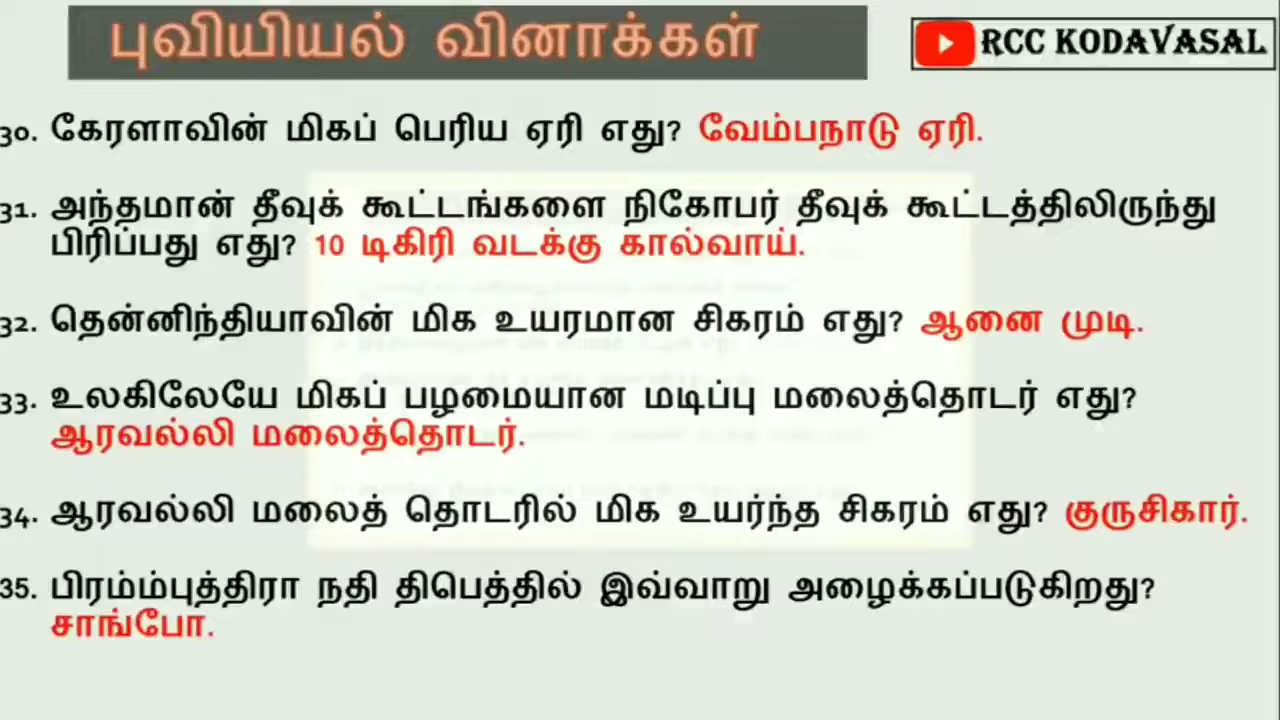 புவியியல் வினாக்கள்
RCC KODAVASAL
30. கேரளாவின் மிகப் பெரிய ஏரி எது? வேம்பநாடு ஏரி.
31. அந்தமான் தீவுக் கூட்டங்களை நிகோபர் தீவுக் கூட்டத்திலிருந்து
பிரிப்பது எது? 10 டிகிரி வடக்கு கால்வாய்.
32. தென்னிந்தியாவின் மிக உயரமான சிகரம் எது? ஆனை முடி.
33. உலகிலேயே மிகப் பழமையான மடிப்பு மலைத்தொடர் எது?
ஆரவல்லி மலைத்தொடர்.
34. ஆரவல்லி மலைத் தொடரில் மிக உயர்ந்த சிகரம் எது? குருசிகார்.
35. பிரம்ம்புத்திரா நதி திபெத்தில் இவ்வாறு அழைக்கப்படுகிறது?
சாங்போ.